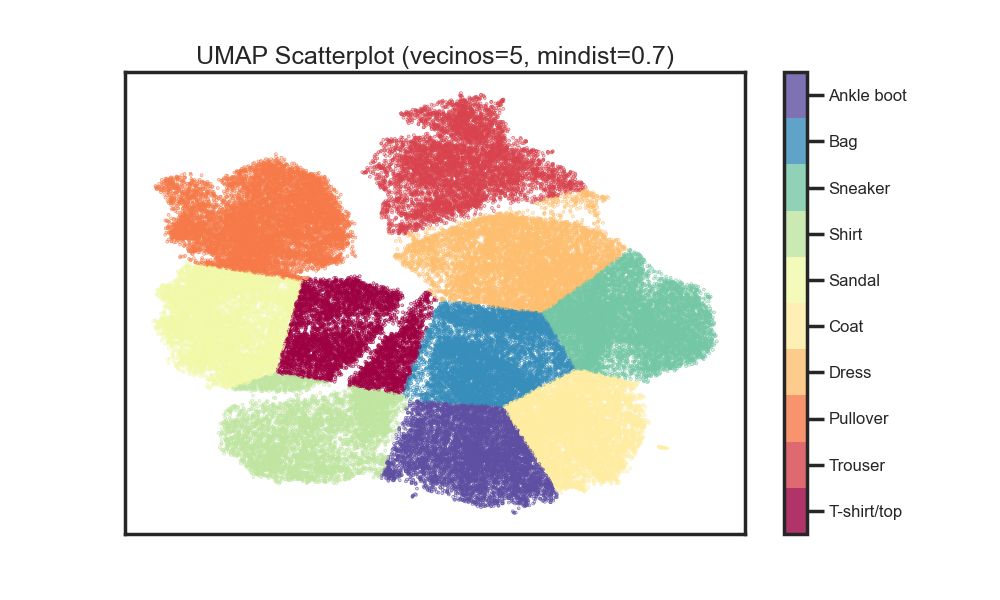 UMAP Scatterplot (vecinos=5, mindist=0.7)
Ankle boot
Bag
Sneaker
Shirt
Sandal
Coat
Dress
Pullover
Trouser
T-shirt/top